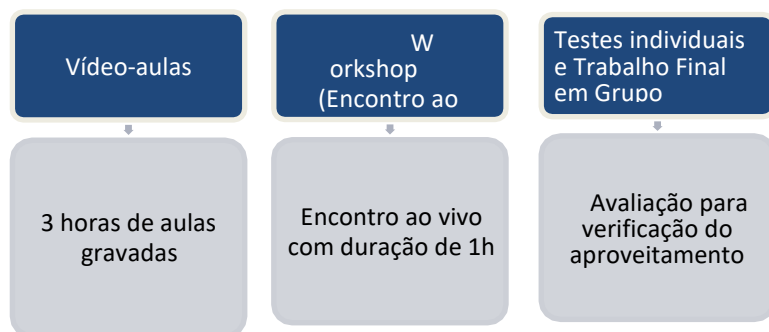 Vídeo-aulas
W
orkshop
(Encontro ao
Testes individuais
e Trabalho Final
em Grupo
3 horas de aulas
gravadas
Encontro ao vivo
com duração de 1h
Avaliação para
verificação do
aproveitamento